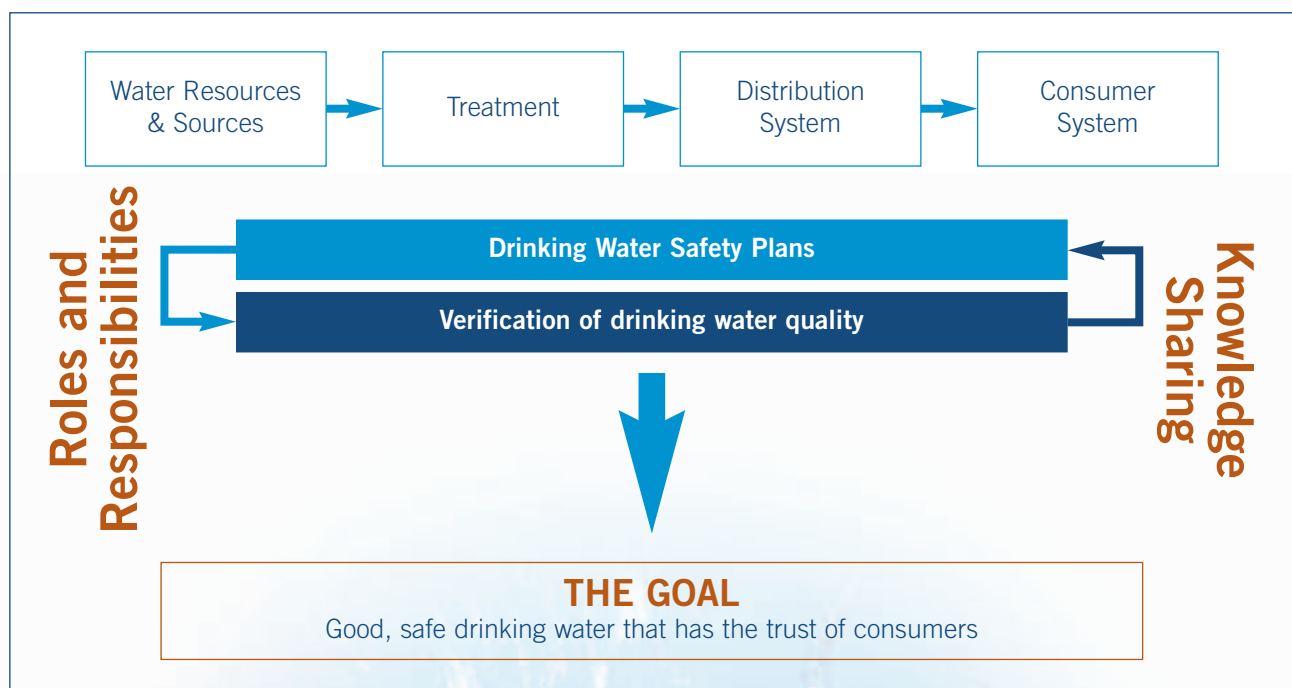 Water Resources
& Sources
Treatment
Distribution
System
Consumer
System
Roles and
Responsibilities
Drinking Water Safety Plans
Verification of drinking water quality
Knowledge
Sharing
THE GOAL
Good, safe drinking water that has the trust of consumers